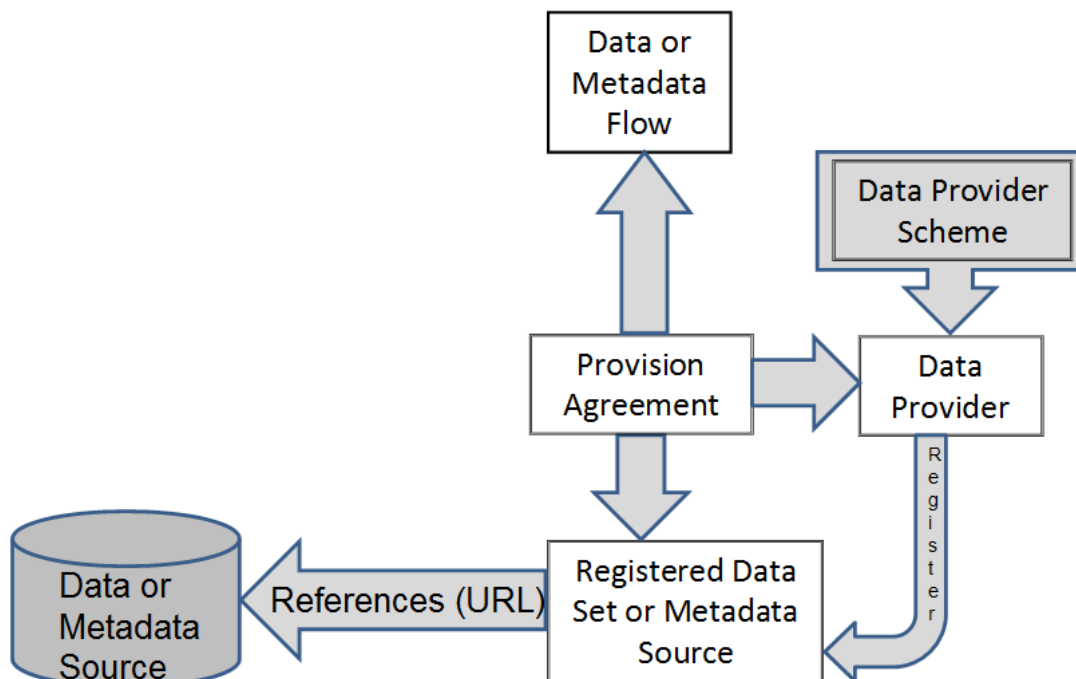 Data or
Metadata
Flow
Data Provider
Scheme
Provision
Agreement
Data
Provider
Register
Data or
Metadata
Source
References (URL)
Registered Data
Set or Metadata
Source